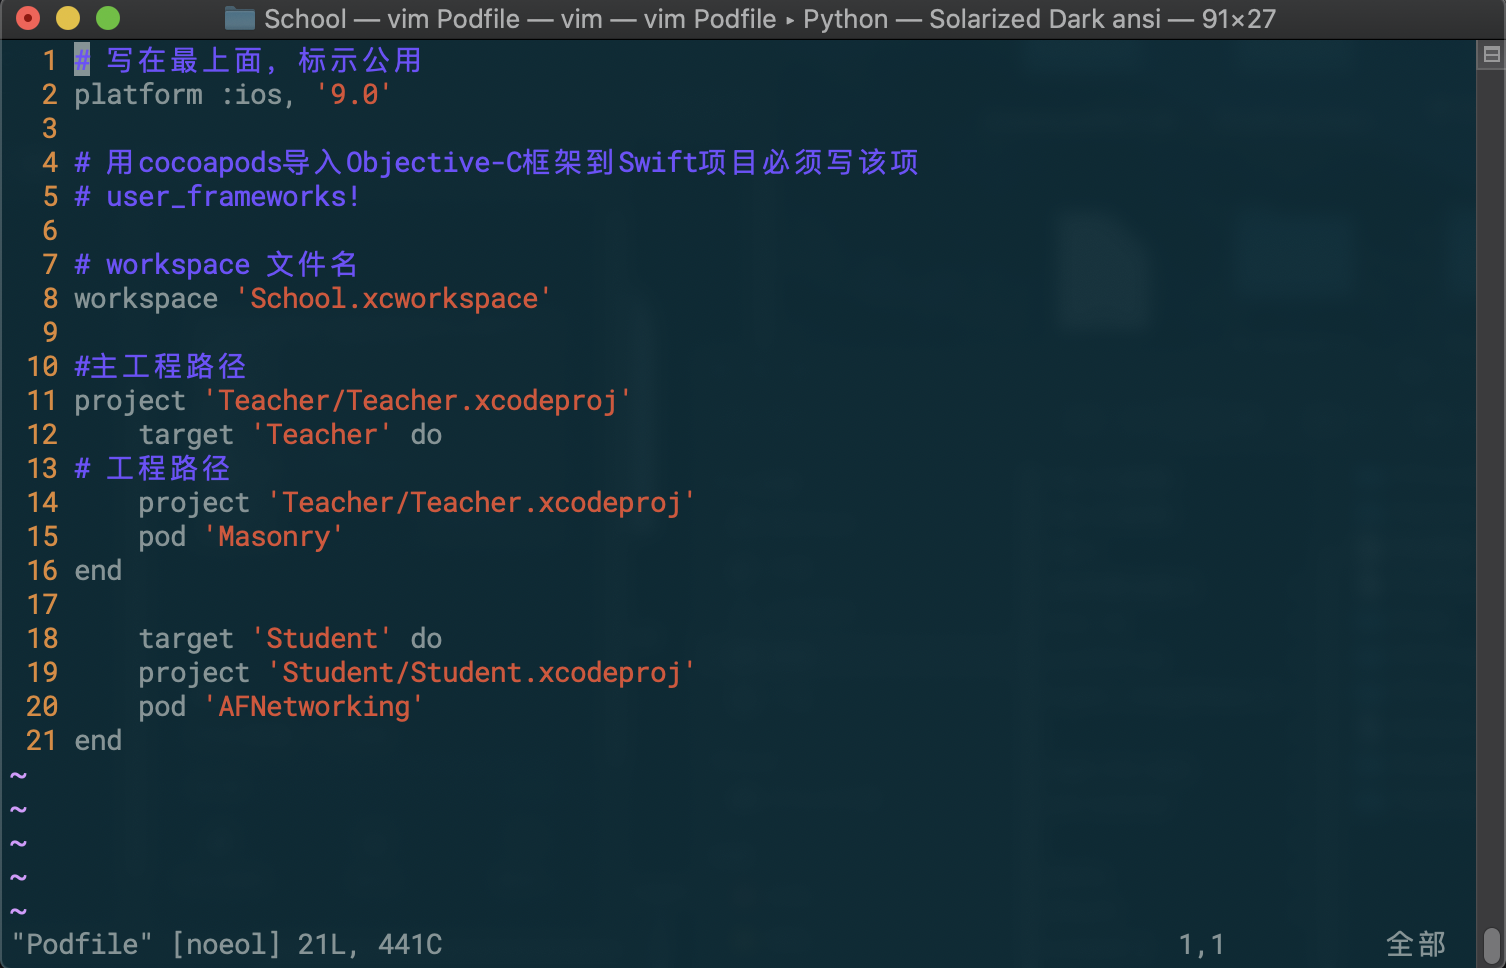 School — vim Podfile — vim — vim Podfile ▸ Python — Solarized Dark ansi — 91×27
1 # 写在最上面，标示公用
2 platform :ios, '9.0'
3
4 # 用cocoapods导入Objective-C框架到Swift项目必须写该项
5 # user_frameworks!
6
7 # workspace 文件名
8 workspace 'School.xcworkspace'
9
10 #主工程路径
11 project 'Teacher/Teacher.xcodeproj'
12     target 'Teacher' do
13 # 工程路径
14     project 'Teacher/Teacher.xcodeproj'
15     pod 'Masonry'
16 end
17
18     target 'Student' do
19     project 'Student/Student.xcodeproj'
20     pod 'AFNetworking'
21 end
~
~
~
~
~
"Podfile" [noeol] 21L, 441C 1,1 全部